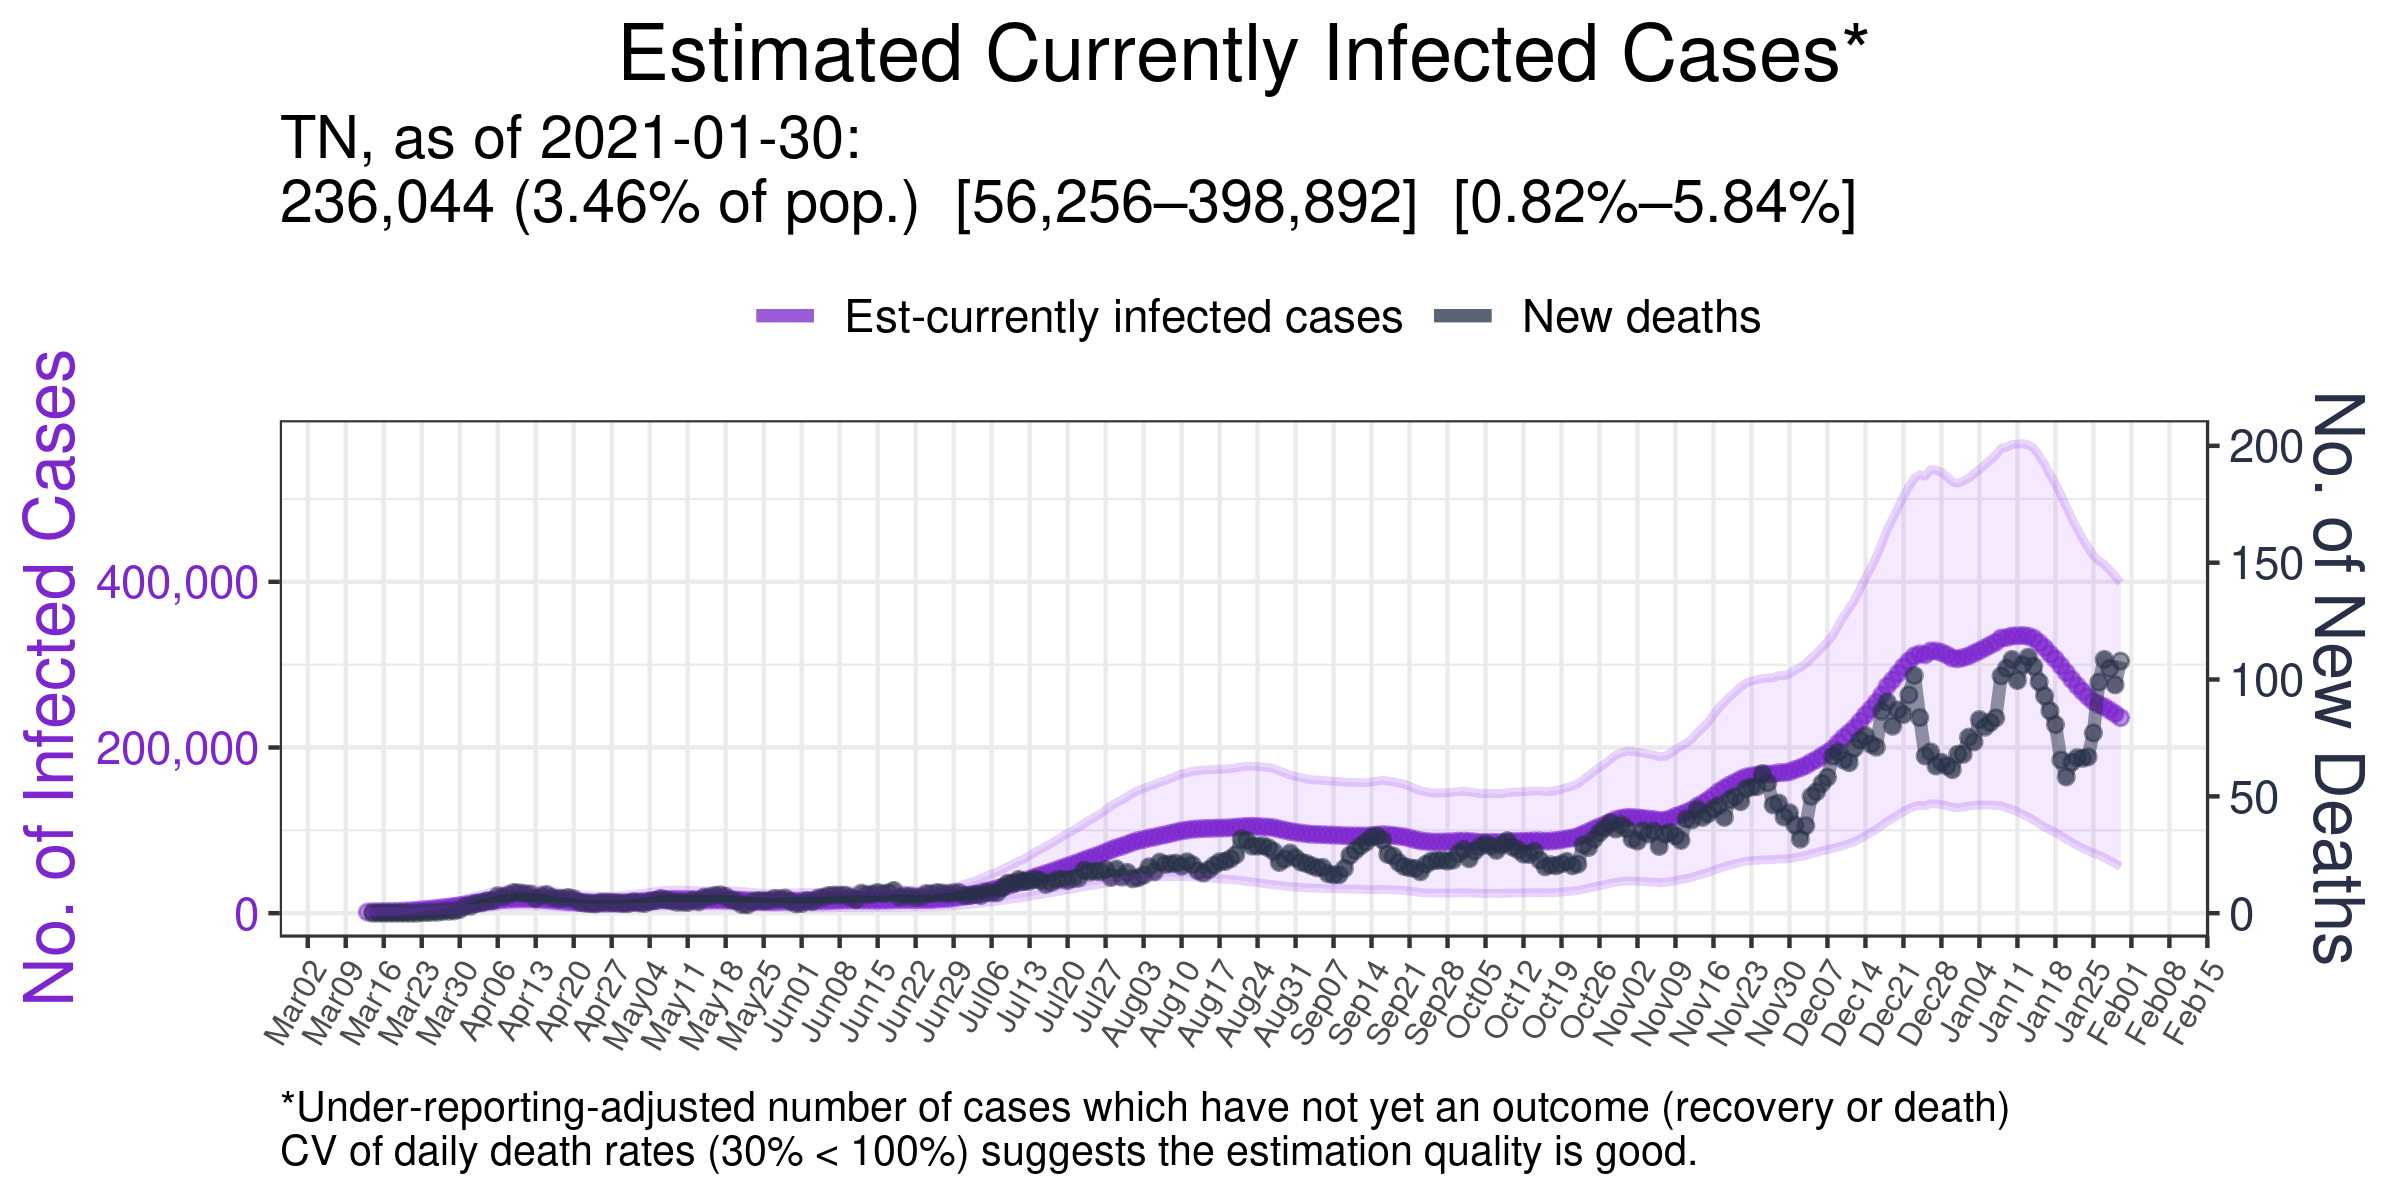 Estimated Currently Infected Cases*
TN, as of 2021-01-30:
236,044 (3.46% of pop.) [56,256–398,892] [0.82%–5.84%]
Est-currently infected cases
New deaths
No. of Infected Cases
400,000
200,000
0
200
150
100
50
0
No. of New Deaths
Mar02
Mar09
Mar16
Mar23
Mar30
Apr06
Apr13
Apr20
Apr27
May04
May11
May18
May25
Jun01
Jun08
Jun15
Jun22
Jun29
Jul06
Jul13
Jul20
Jul27
Aug03
Aug10
Aug17
Aug24
Aug31
Sep07
Sep14
Sep21
Sep28
Oct05
Oct12
Oct19
Oct26
Nov02
Nov09
Nov16
Nov23
Nov30
Dec07
Dec14
Dec21
Dec28
Jan04
Jan11
Jan18
Jan25
Feb01
Feb08
Feb15
*Under-reporting-adjusted number of cases which have not yet an outcome (recovery or death)
CV of daily death rates (30% < 100%) suggests the estimation quality is good.